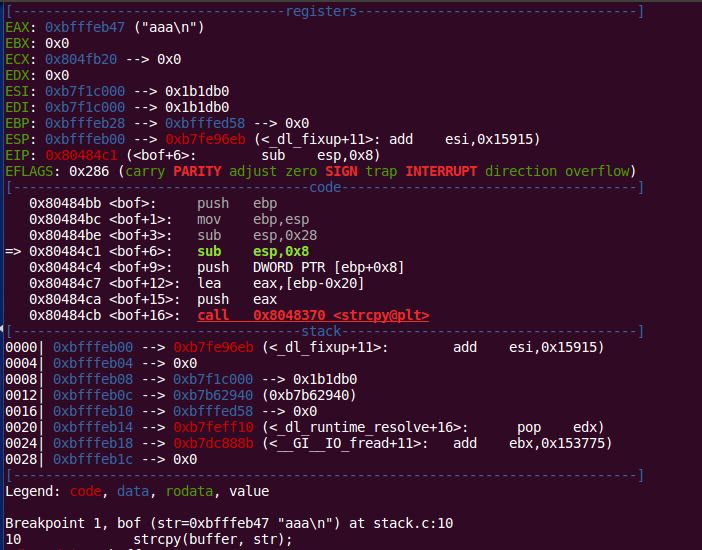 [----------------------------------registers-----------------------------------]
EAX: 0xbfffeb47 ("aaa\n")
EBX: 0x0
ECX: 0x804fb20 --> 0x0
EDX: 0x0
ESI: 0xb7f1c000 --> 0x1b1db0
EDI: 0xb7f1c000 --> 0x1b1db0
EBP: 0xbfffeb28 --> 0xbfffed58 --> 0x0
ESP: 0xbfffeb00 --> 0xb7fe96eb (<_dl_fixup+11>: add    esi,0x15915)
EIP: 0x80484c1 (<bof+6>:        sub    esp,0x8)
EFLAGS: 0x286 (carry PARITY adjust zero SIGN trap INTERRUPT direction overflow)
[-------------------------------------code-------------------------------------]
   0x80484bb <bof>:     push   ebp
   0x80484bc <bof+1>:   mov    ebp,esp
   0x80484be <bof+3>:   sub    esp,0x28
=> 0x80484c1 <bof+6>:   sub    esp,0x8
   0x80484c4 <bof+9>:   push   DWORD PTR [ebp+0x8]
   0x80484c7 <bof+12>:  lea    eax,[ebp-0x20]
   0x80484ca <bof+15>:  push   eax
   0x80484cb <bof+16>:  call   0x8048370 <strcpy@plt>
[------------------------------------stack-------------------------------------]
0000| 0xbfffeb00 --> 0xb7fe96eb (<_dl_fixup+11>:        add    esi,0x15915)
0004| 0xbfffeb04 --> 0x0
0008| 0xbfffeb08 --> 0xb7f1c000 --> 0x1b1db0
0012| 0xbfffeb0c --> 0xb7b62940 (0xb7b62940)
0016| 0xbfffeb10 --> 0xbfffed58 --> 0x0
0020| 0xbfffeb14 --> 0xb7feff10 (<_dl_runtime_resolve+16>:      pop    edx)
0024| 0xbfffeb18 --> 0xb7dc888b (<__GI__IO_fread+11>:   add    ebx,0x153775)
0028| 0xbfffeb1c --> 0x0
[------------------------------------------------------------------------------]
Legend: code, data, rodata, value
Breakpoint 1, bof (str=0xbfffeb47 "aaa\n") at stack.c:10
10              strcpy(buffer, str);